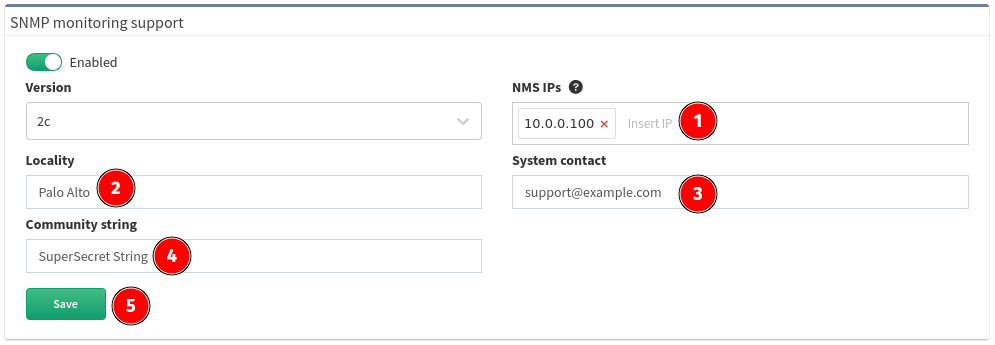 SNMP monitoring support
Enabled
Version
2c
NMS IPs ?
10.0.0.100 × Insert IP 1
Locality
Palo Alto 2
System contact
support@example.com 3
Community string
SuperSecret String 4
Save 5